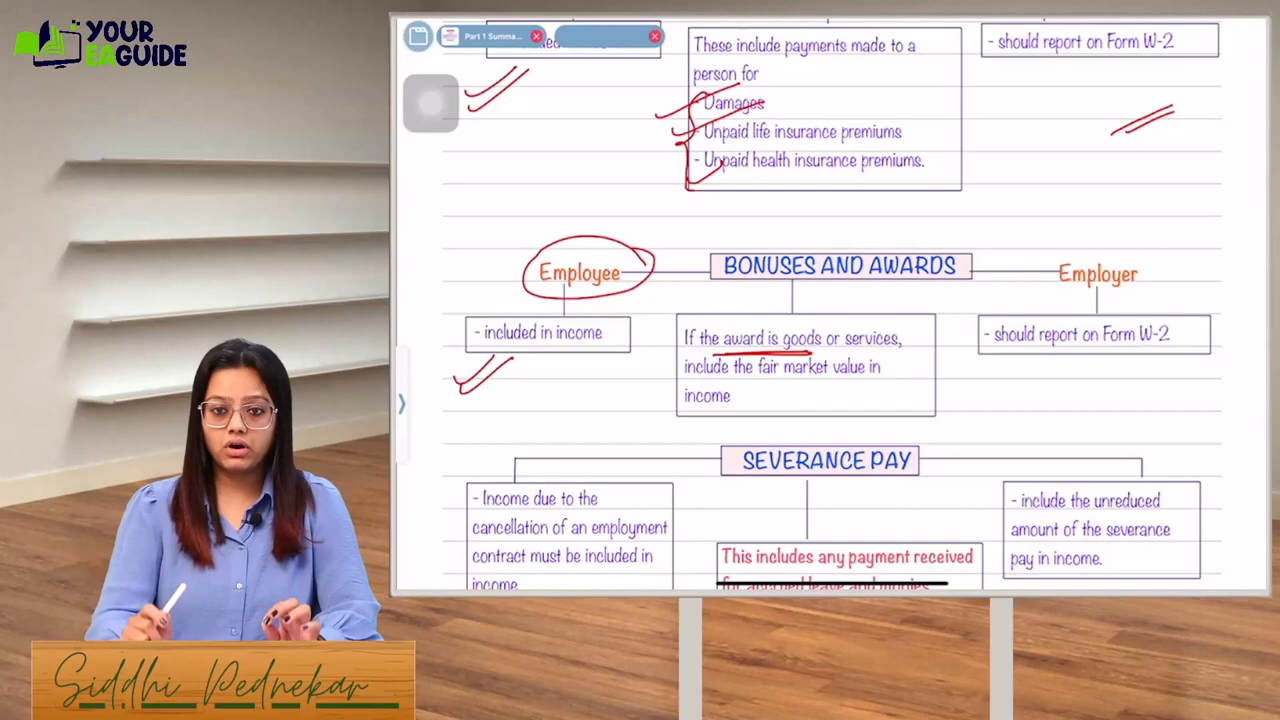 YOUR
EAGUIDE
Part 1 Summa...
These include payments made to a
person for
- Damages
- Unpaid life insurance premiums
- Unpaid health insurance premiums.
- should report on Form W-2
Employee
BONUSES AND AWARDS
Employer
- included in income
If the award is goods or services,
include the fair market value in
income
- should report on Form W-2
SEVERANCE PAY
- Income due to the
cancellation of an employment
contract must be included in
income
This includes any payment received
- include the unreduced
amount of the severance
pay in income.
Siddhi Pednekar